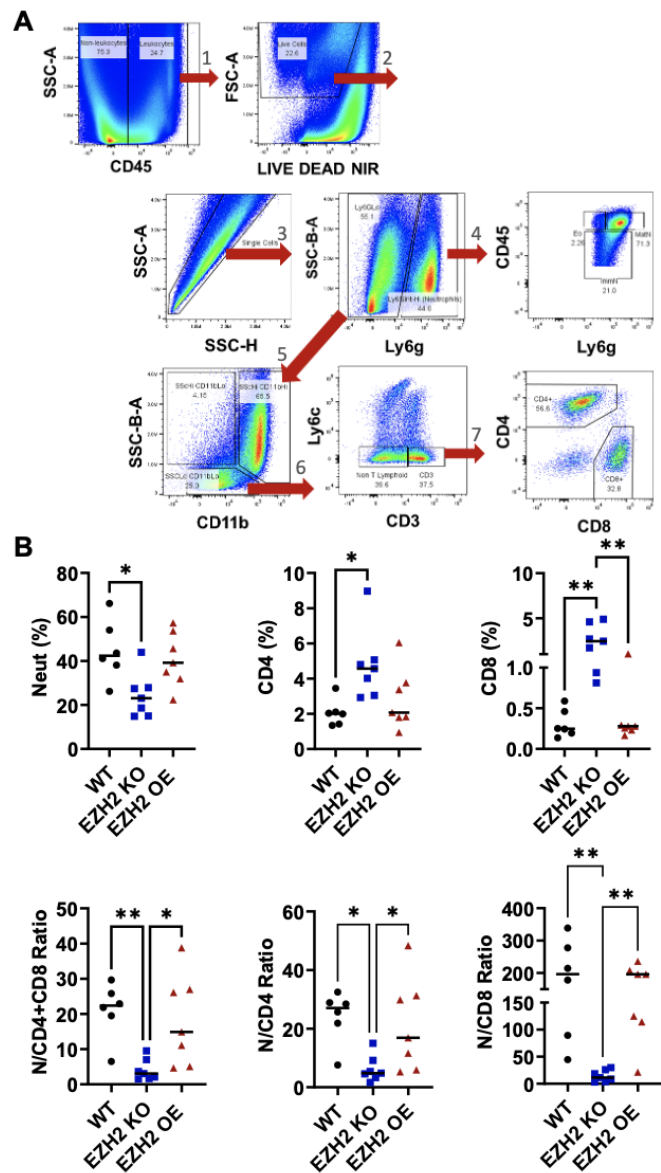 A
SSC-A
Non-leukocytes
75.3
Leukocytes
24.7
CD45
1
FSC-A
Live Cells
22.6
LIVE DEAD NIR
2
SSC-A
Single Cells
SSC-H
3
SSC-B-A
Ly6GLo
55.1
Ly6GInt-Hi (Neutrophils)
44.6
Ly6g
4
CD45
Eo
2.26
MatN
71.3
ImmN
21.0
Ly6g
5
SSC-B-A
SScHi CD11bLo
4.16
SScHi CD11bHi
65.5
SSCLo CD11bLo
CD11b
6
Ly6c
Non T Lymphoid
39.6
CD3
37.5
CD3
7
CD4
CD4+
56.6
CD8+
32.8
CD8
B
Neut (%)
80
60
40
20
0
*
WT
EZH2 KO
EZH2 OE
CD4 (%)
10
8
6
4
2
0
*
WT
EZH2 KO
EZH2 OE
CD8 (%)
10
5
0
1.0
0.5
0.0
**
**
WT
EZH2 KO
EZH2 OE
N/CD4+CD8 Ratio
50
40
30
20
10
0
**
*
WT
EZH2 KO
EZH2 OE
N/CD4 Ratio
60
40
20
0
*
*
WT
EZH2 KO
EZH2 OE
N/CD8 Ratio
400
300
200
150
100
50
0
**
**
WT
EZH2 KO
EZH2 OE